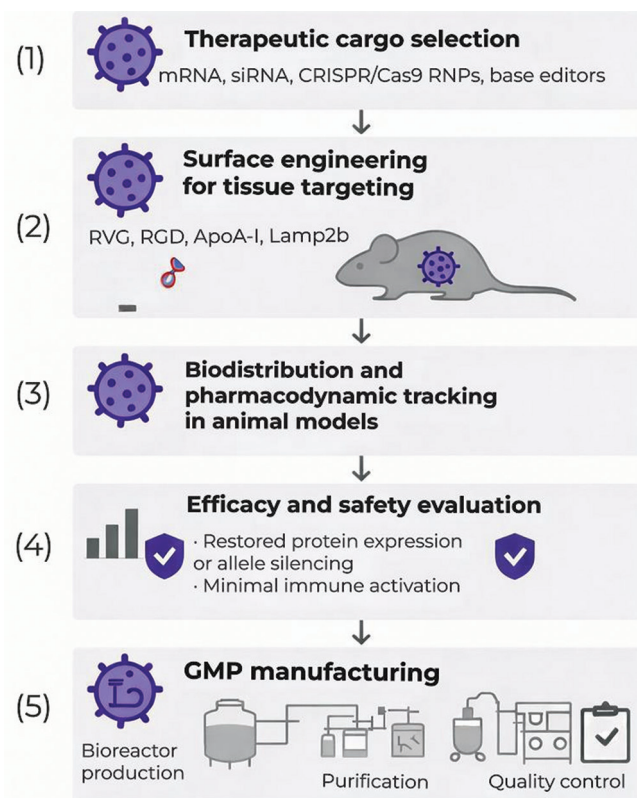 (1)
Therapeutic cargo selection
mRNA, siRNA, CRISPR/Cas9 RNPs, base editors
(2)
Surface engineering
for tissue targeting
RVG, RGD, ApoA-I, Lamp2b
(3)
Biodistribution and
pharmacodynamic tracking
in animal models
(4)
Efficacy and safety evaluation
· Restored protein expression
or allele silencing
· Minimal immune activation
(5)
GMP manufacturing
Bioreactor
production
Purification
Quality control